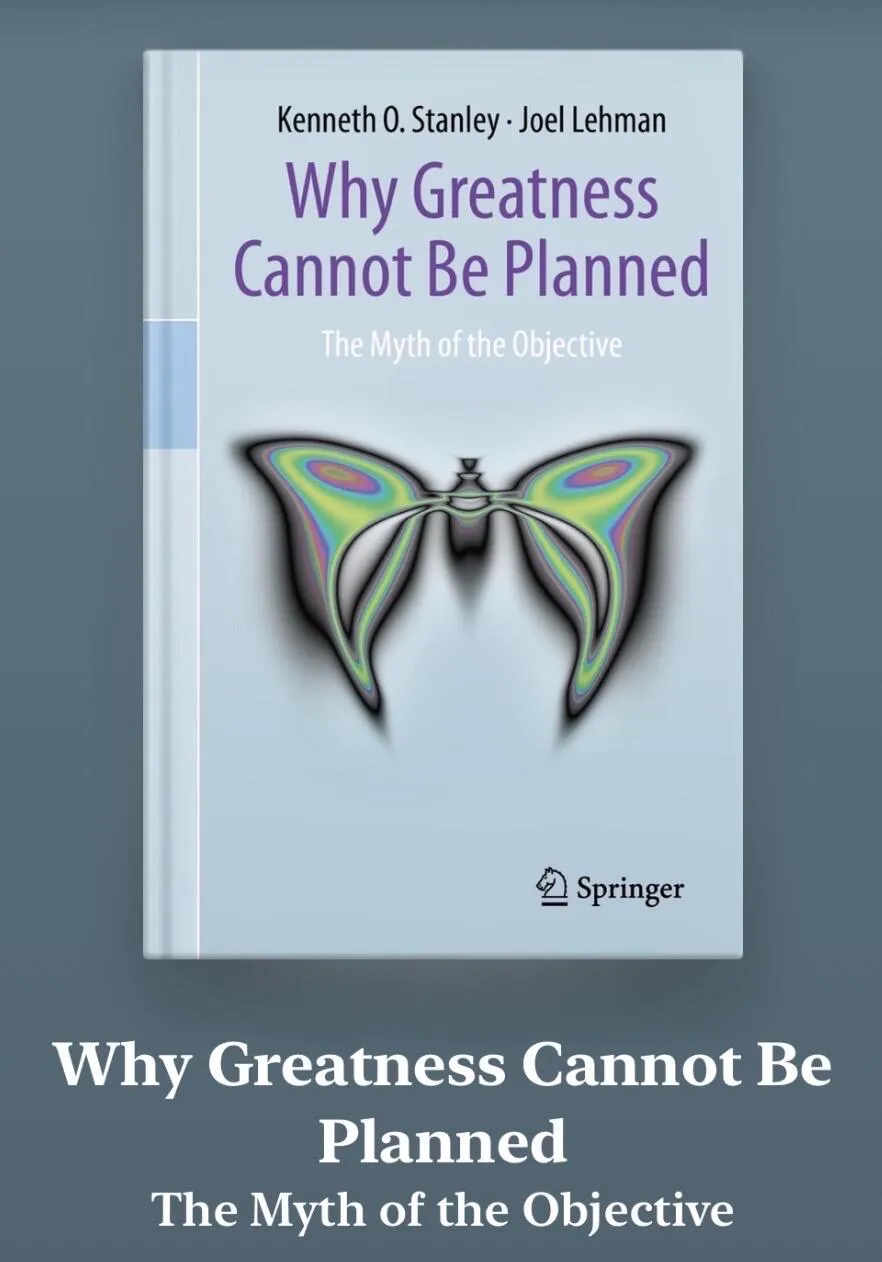 Kenneth O. Stanley · Joel Lehman
Why Greatness
Cannot Be Planned
The Myth of the Objective
Springer
Why Greatness Cannot Be
Planned
The Myth of the Objective